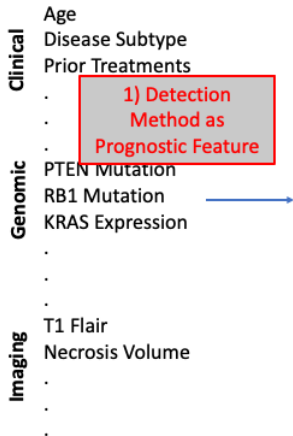 Clinical
Age
Disease Subtype
Prior Treatments
.
.
.
1) Detection
Method as
Prognostic Feature
Genomic
PTEN Mutation
RB1 Mutation
KRAS Expression
.
.
.
Imaging
T1 Flair
Necrosis Volume
.
.
.